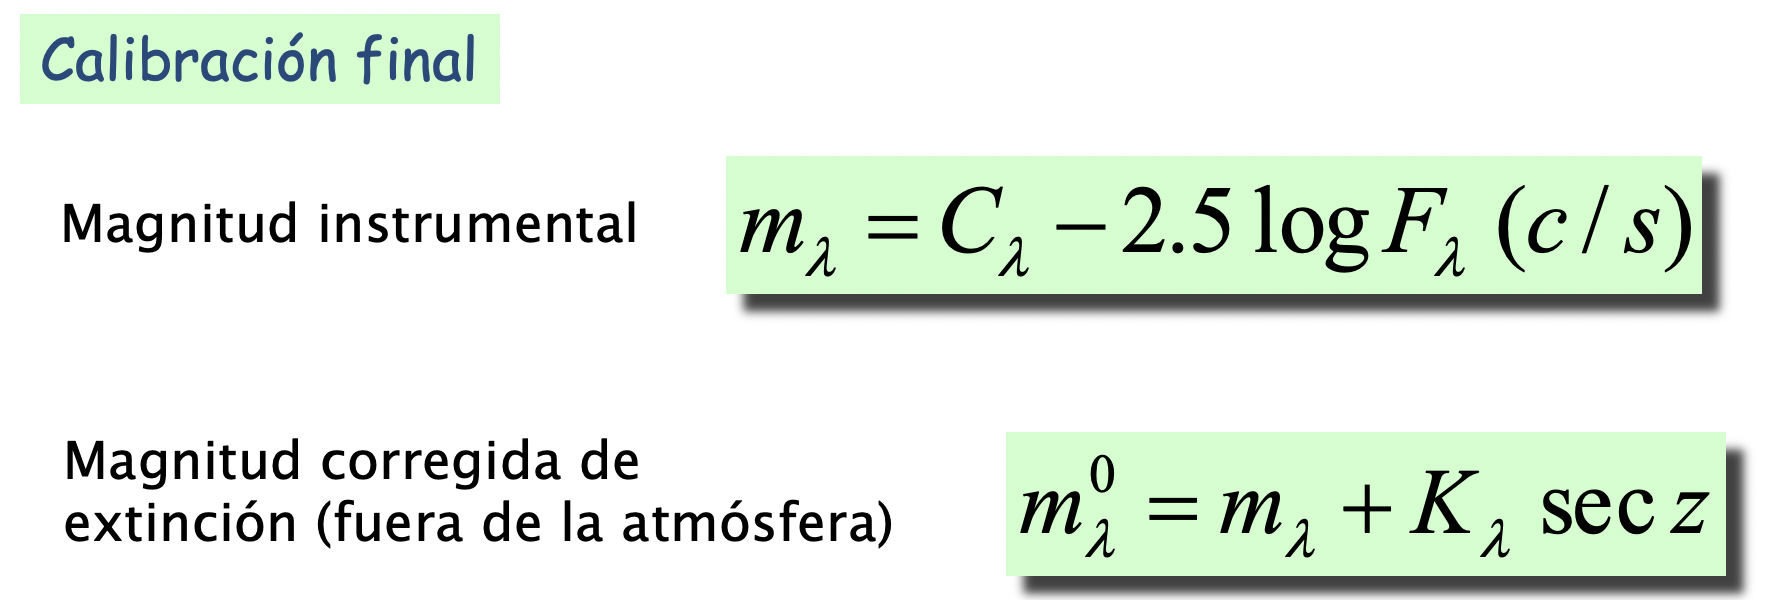 Calibración final
Magnitud instrumental
m_λ = C_λ − 2.5 log F_λ (c / s)
Magnitud corregida de
extinción (fuera de la atmósfera)
m_λ^0 = m_λ + K_λ sec z